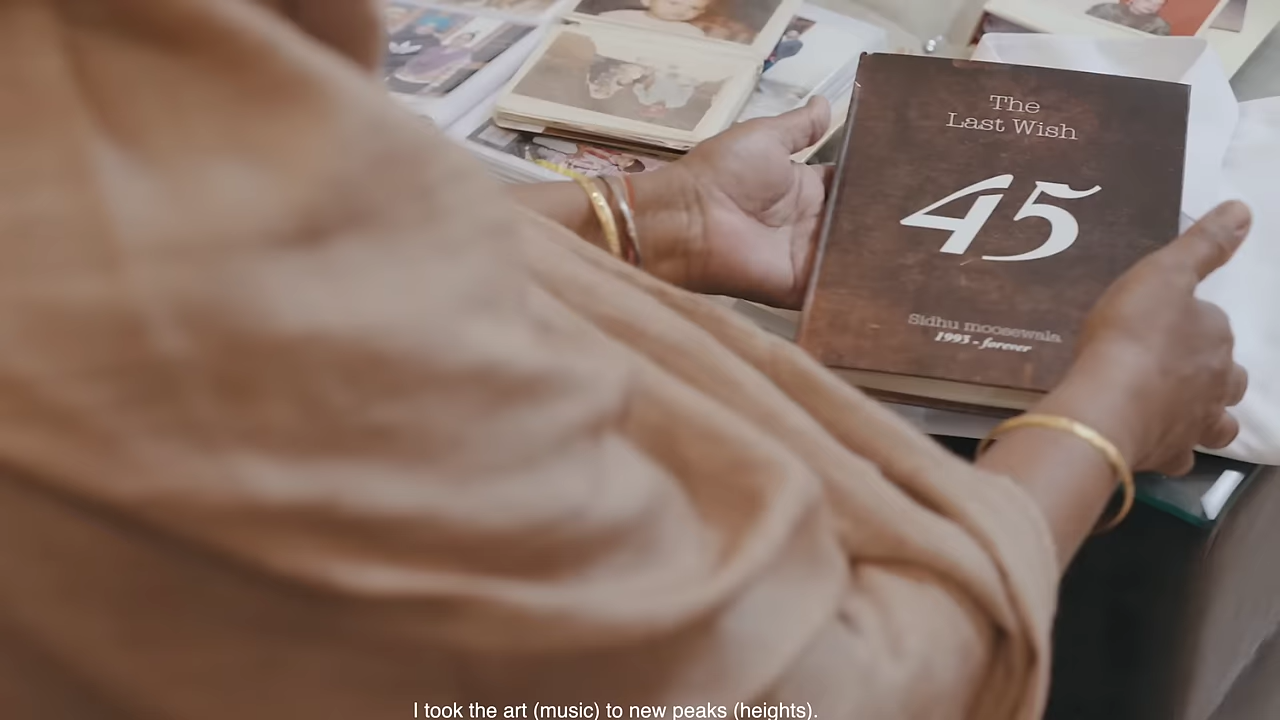 The
Last Wish
45
Sidhu moosewala
1993 - forever
I took the art (music) to new peaks (heights).